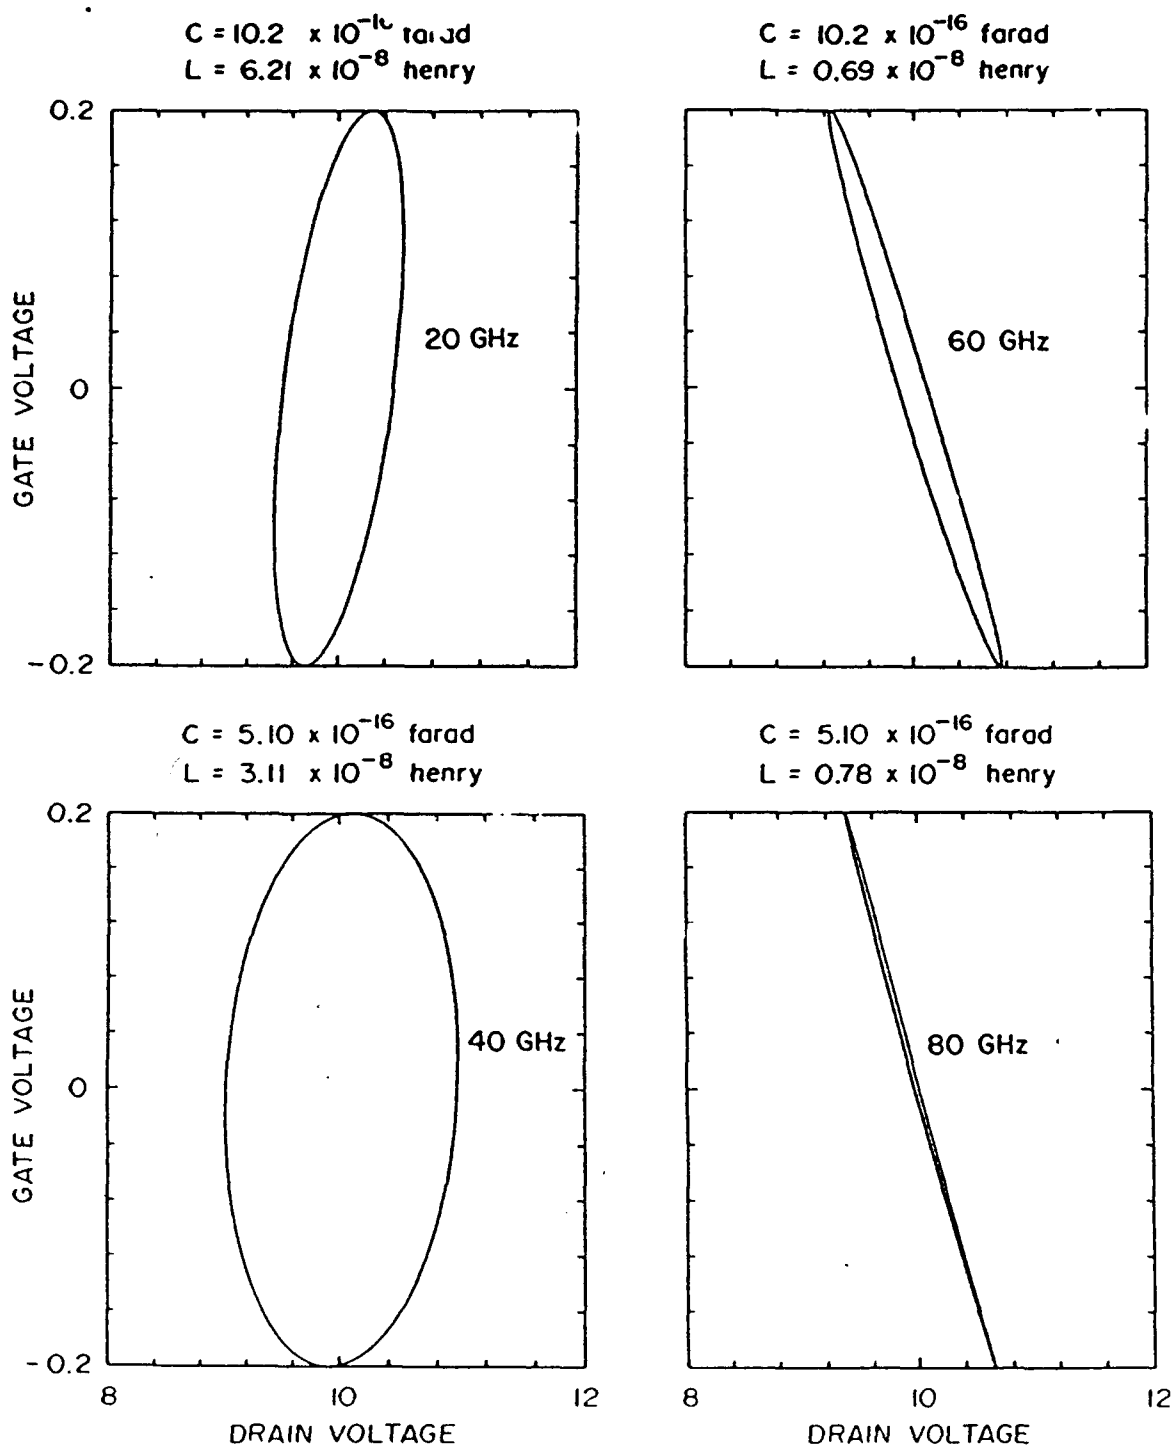 C = 10.2 x 10⁻¹⁶ farad
L = 6.21 x 10⁻⁸ henry
C = 10.2 x 10⁻¹⁶ farad
L = 0.69 x 10⁻⁸ henry
GATE VOLTAGE
0.2
0
-0.2
20 GHz
60 GHz
C = 5.10 x 10⁻¹⁶ farad
L = 3.11 x 10⁻⁸ henry
C = 5.10 x 10⁻¹⁶ farad
L = 0.78 x 10⁻⁸ henry
GATE VOLTAGE
0.2
0
-0.2
40 GHz
80 GHz
8 10 12
8 10 12
DRAIN VOLTAGE
DRAIN VOLTAGE